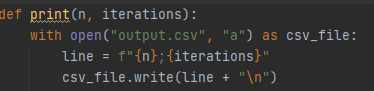 def print(n, iterations):
    with open("output.csv", "a") as csv_file:
        line = f"{n};{iterations}"
        csv_file.write(line + "\n")